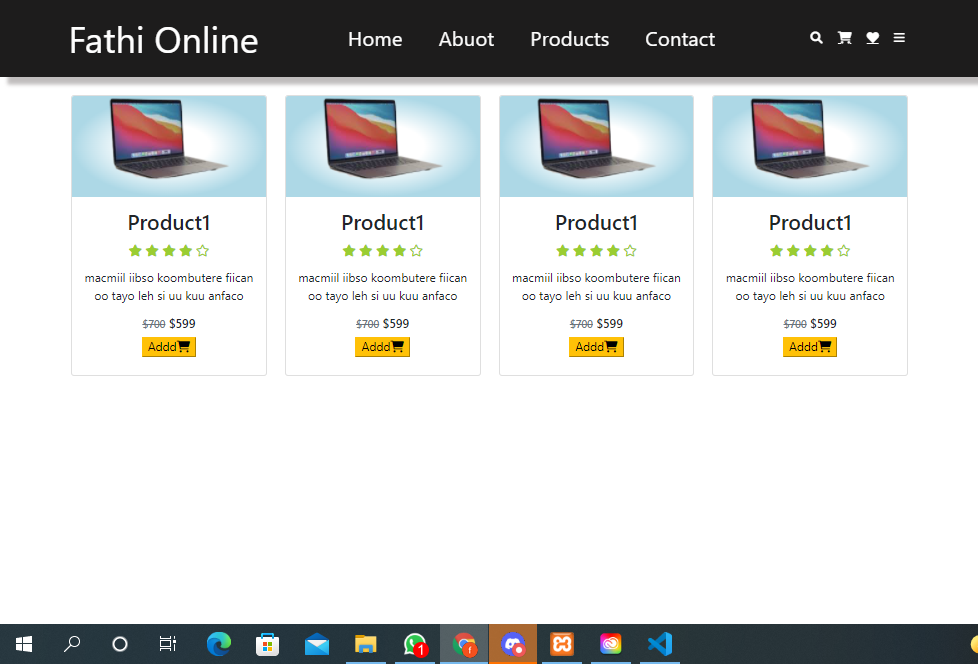 Fathi Online Home Abuot Products Contact
Product1 Product1 Product1 Product1
macmiil iibso koombutere fiican macmiil iibso koombutere fiican macmiil iibso koombutere fiican macmiil iibso koombutere fiican
oo tayo leh si uu kuu anfaco oo tayo leh si uu kuu anfaco oo tayo leh si uu kuu anfaco oo tayo leh si uu kuu anfaco
$700 $599 $700 $599 $700 $599 $700 $599
Addd Addd Addd Addd
1 f